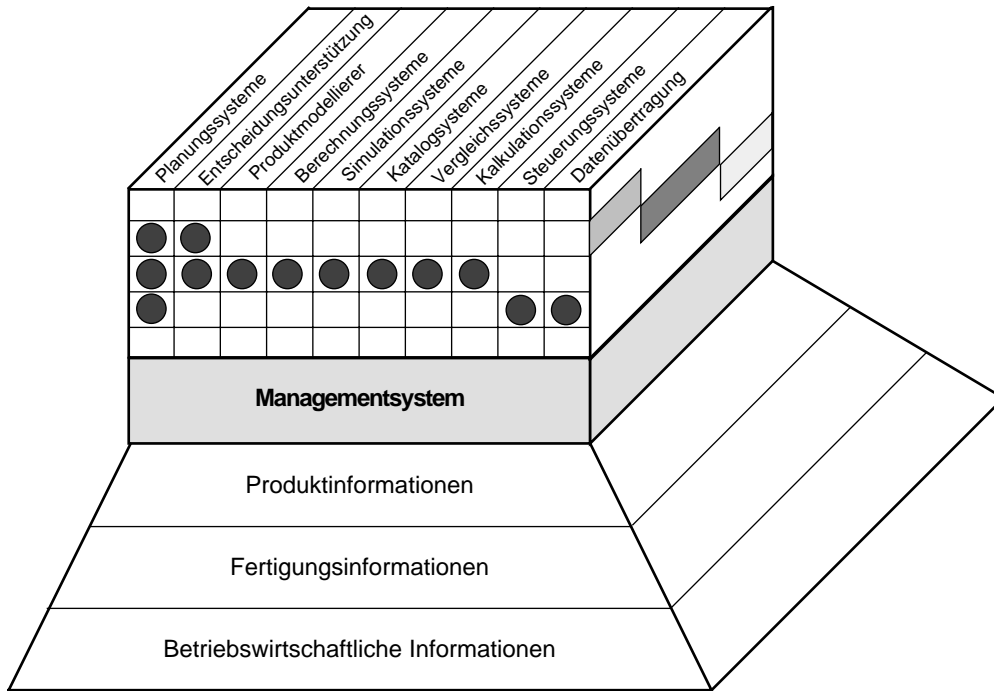 Planungssysteme
Entscheidungsunterstützung
Produktmodellierer
Berechnungssysteme
Simulationssysteme
Katalogsysteme
Vergleichssysteme
Kalkulationssysteme
Steuerungssysteme
Datenübertragung
Managementsystem
Produktinformationen
Fertigungsinformationen
Betriebswirtschaftliche Informationen